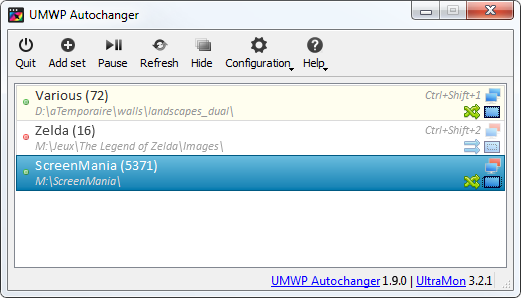 UMWP Autochanger
Quit Add set Pause Refresh Hide Configuration Help
Various (72) Ctrl+Shift+1
D:\aTemporaire\walls\landscapes_dual\
Zelda (16) Ctrl+Shift+2
M:\Jeux\The Legend of Zelda\Images\
ScreenMania (5371)
M:\ScreenMania\
UMWP Autochanger 1.9.0 | UltraMon 3.2.1